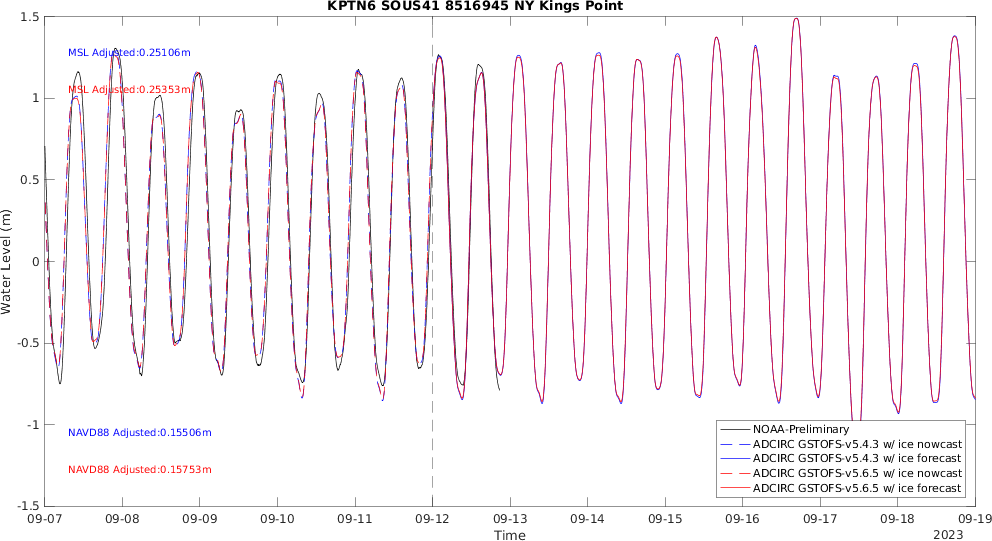 KPTN6 SOUS41 8516945 NY Kings Point
1.5
MSL Adjusted:0.25106m
MSL Adjusted:0.25353m
1
0.5
0
-0.5
-1
-1.5
Water Level (m)
NAVD88 Adjusted:0.15506m
NAVD88 Adjusted:0.15753m
NOAA-Preliminary
ADCIRC GSTOFS-v5.4.3 w/ ice nowcast
ADCIRC GSTOFS-v5.4.3 w/ ice forecast
ADCIRC GSTOFS-v5.6.5 w/ ice nowcast
ADCIRC GSTOFS-v5.6.5 w/ ice forecast
09-07 09-08 09-09 09-10 09-11 09-12 09-13 09-14 09-15 09-16 09-17 09-18 09-19
Time
2023